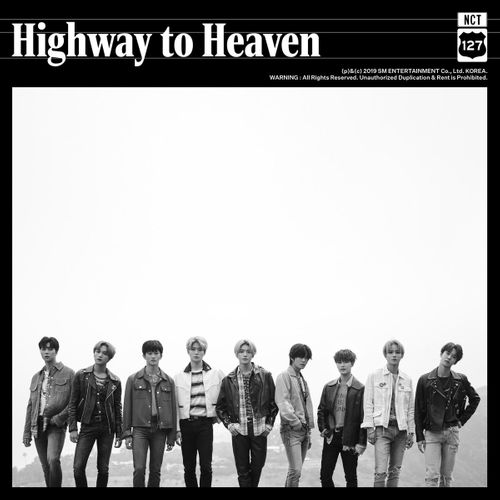 Highway to Heaven
NCT
127
(p)&(c) 2019 SM ENTERTAINMENT Co., Ltd. KOREA.
WARNING : All Rights Reserved. Unauthorized Duplication & Rent is Prohibited.